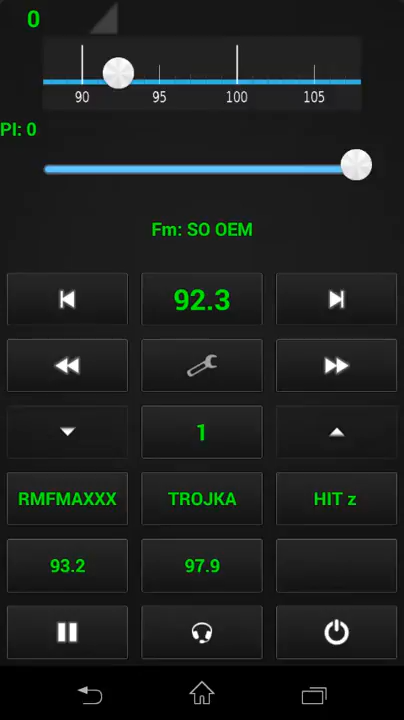 0
90 95 100 105
PI: 0
Fm: SO OEM
92.3
1
RMFMAXXX TROJKA HIT z
93.2 97.9